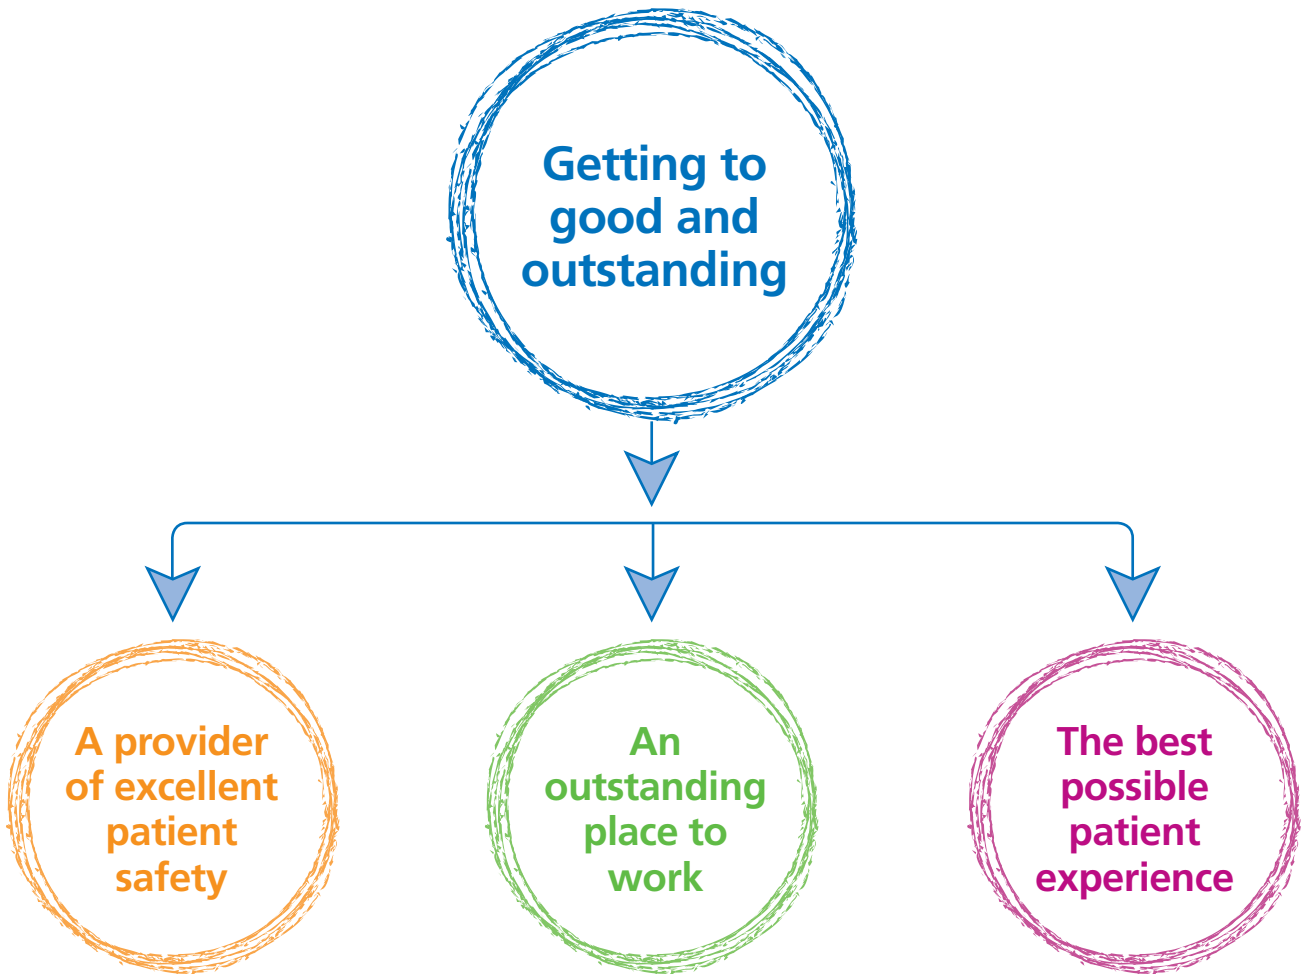 Getting to
good and
outstanding
A provider
of excellent
patient
safety
An
outstanding
place to
work
The best
possible
patient
experience